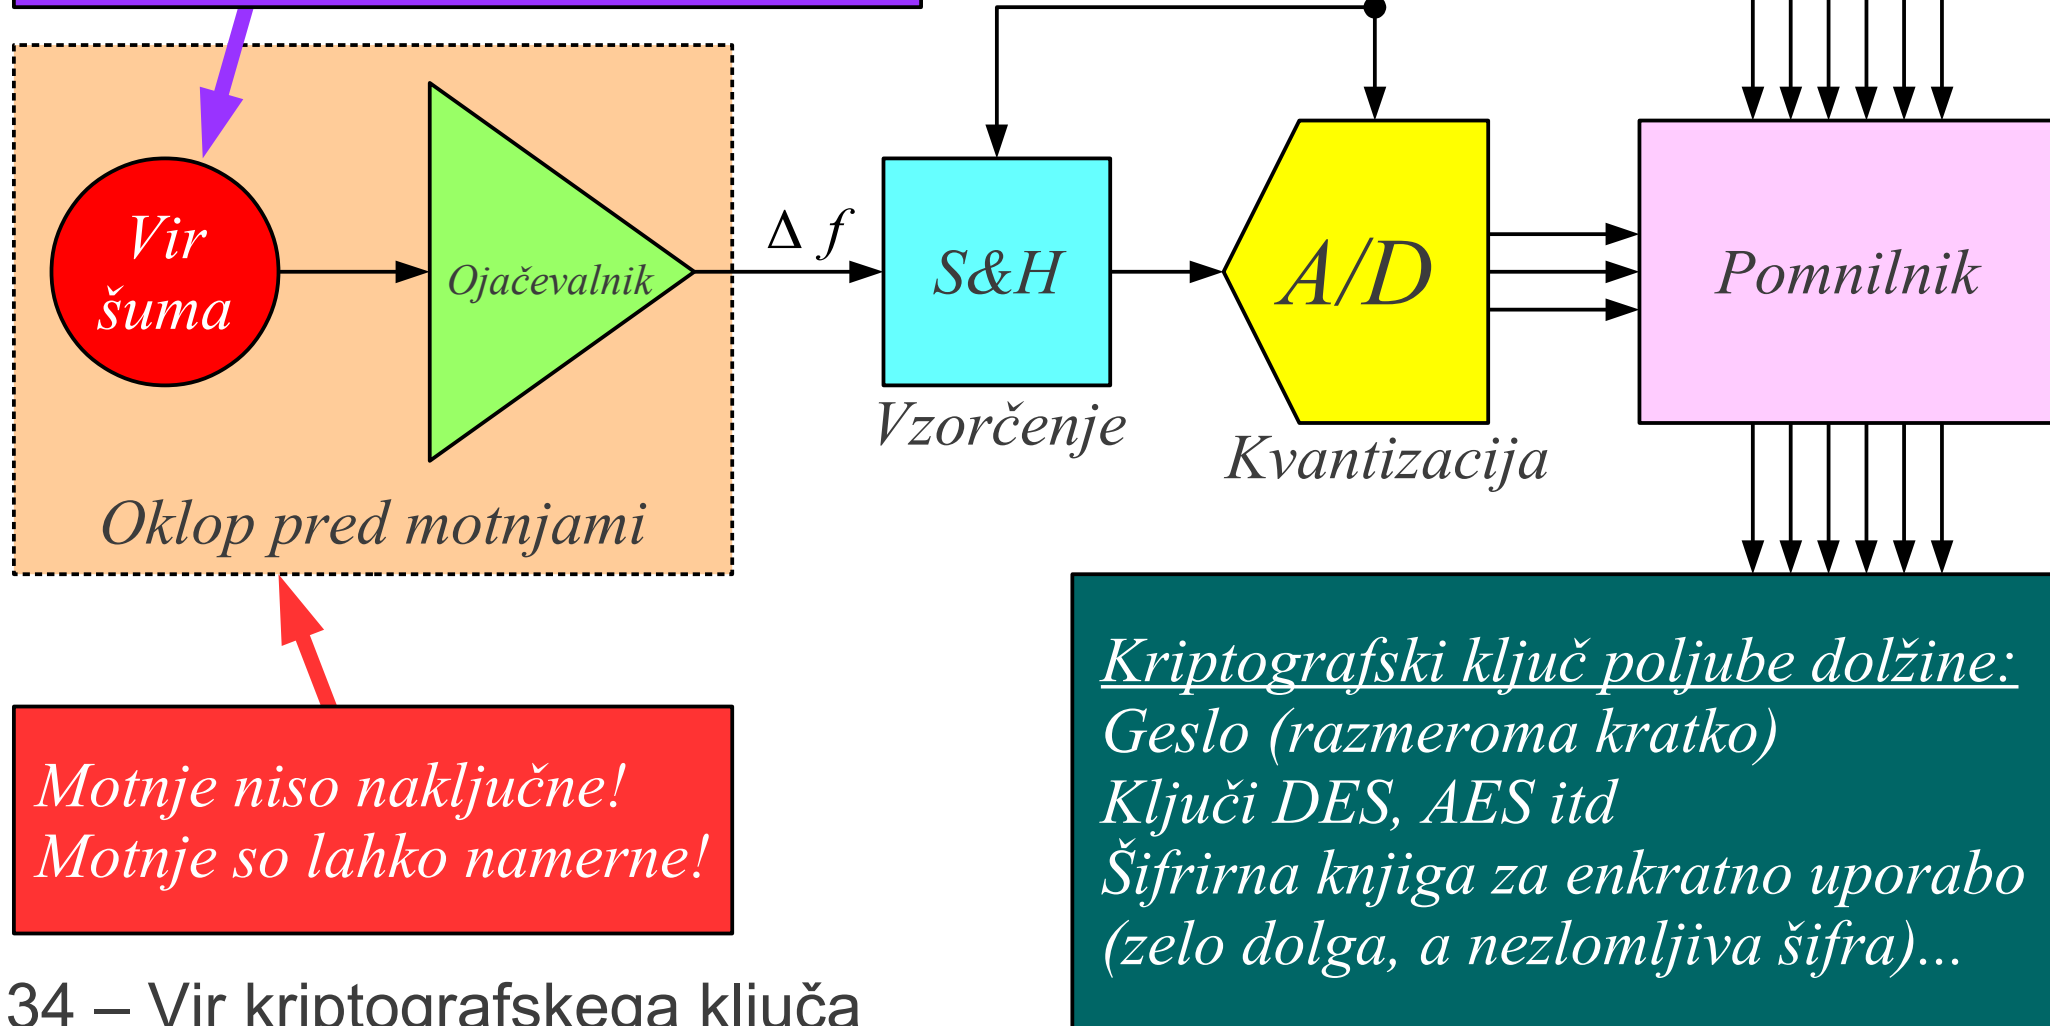 Vir
šuma
Ojačevalnik
Δ f
S&H
A/D
Pomnilnik
Vzorčenje
Kvantizacija
Oklop pred motnjami
Motnje niso naključne!
Motnje so lahko namerne!
Kriptografski ključ poljube dolžine:
Geslo (razmeroma kratko)
Ključi DES, AES itd
Šifrirna knjiga za enkratno uporabo
(zelo dolga, a nezlomljiva šifra)...
34 – Vir kriptografskega ključa